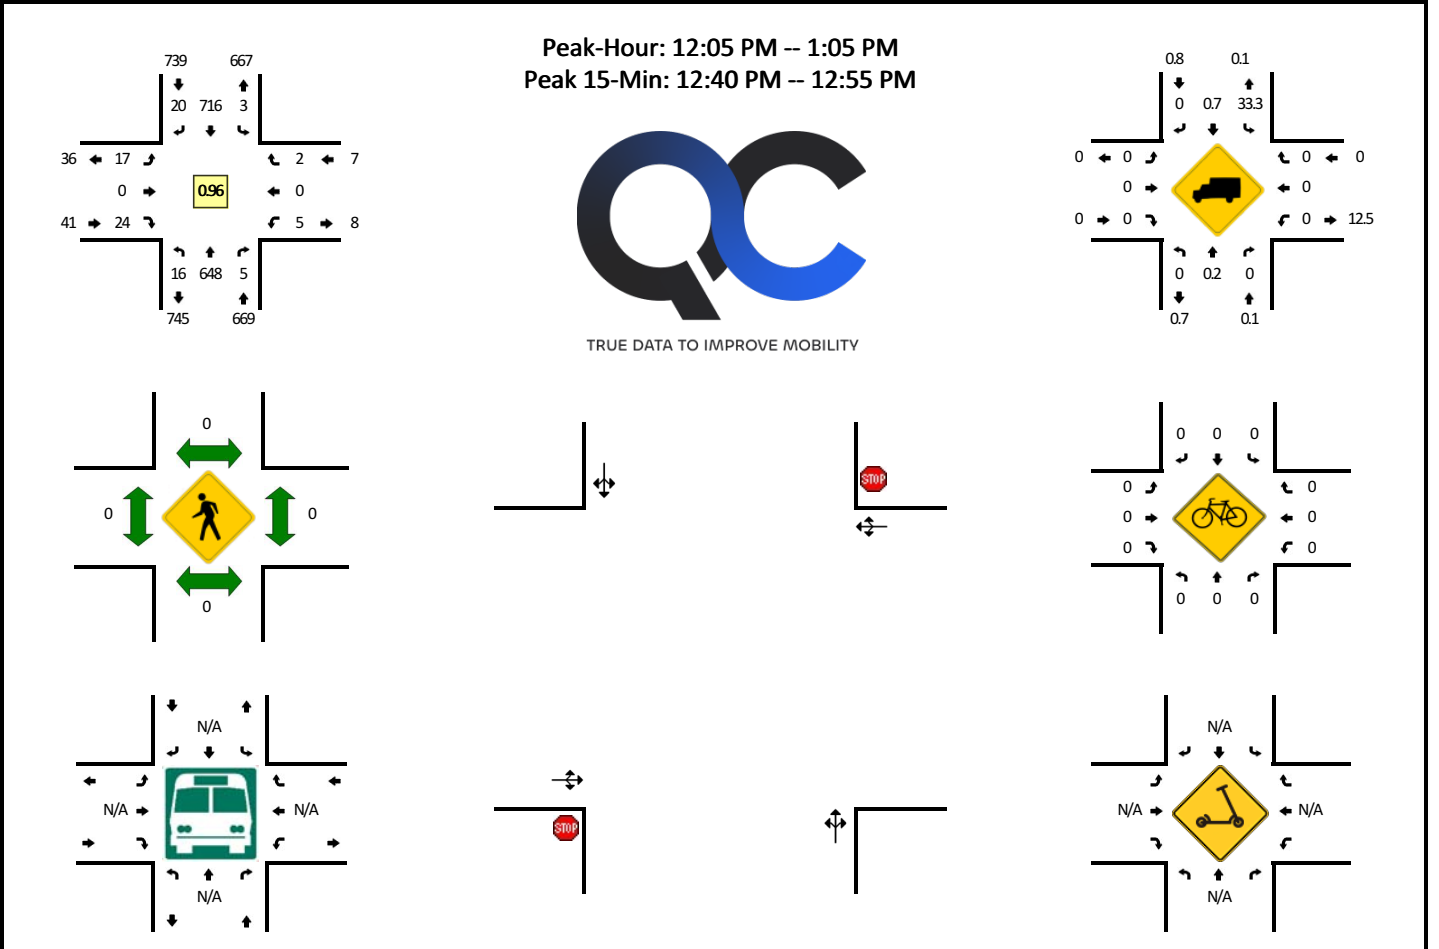 Peak-Hour: 12:05 PM -- 1:05 PM
Peak 15-Min: 12:40 PM -- 12:55 PM
739 667
20 716 3
36 17 2 7
0 0.96 0
41 24 5 8
16 648 5
745 669
QC
TRUE DATA TO IMPROVE MOBILITY
0.8 0.1
0 0.7 33.3
0 0 0 0
0 0
0 0 0 12.5
0 0.2 0
0.7 0.1
0
0 0
0
STOP
STOP
0 0 0
0 0
0 0
0 0
0 0 0
N/A
N/A N/A
N/A
N/A
N/A N/A
N/A